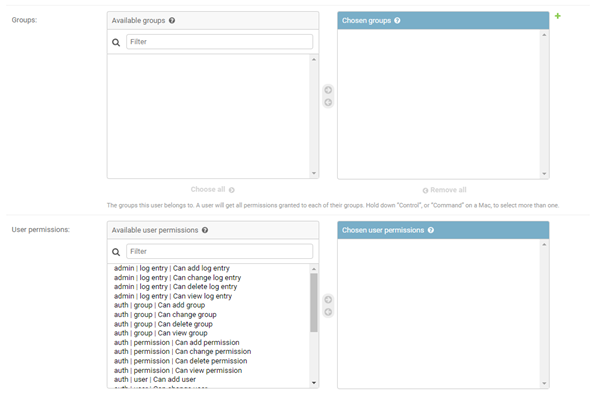 Groups:
Available groups
Filter
Choose all
Chosen groups
Remove all
The groups this user belongs to. A user will get all permissions granted to each of their groups. Hold down "Control", or "Command" on a Mac, to select more than one.
User permissions:
Available user permissions
Filter
admin | log entry | Can add log entry
admin | log entry | Can change log entry
admin | log entry | Can delete log entry
admin | log entry | Can view log entry
auth | group | Can add group
auth | group | Can change group
auth | group | Can delete group
auth | group | Can view group
auth | permission | Can add permission
auth | permission | Can change permission
auth | permission | Can delete permission
auth | permission | Can view permission
auth | user | Can add user
auth | user | Can change user
Chosen user permissions